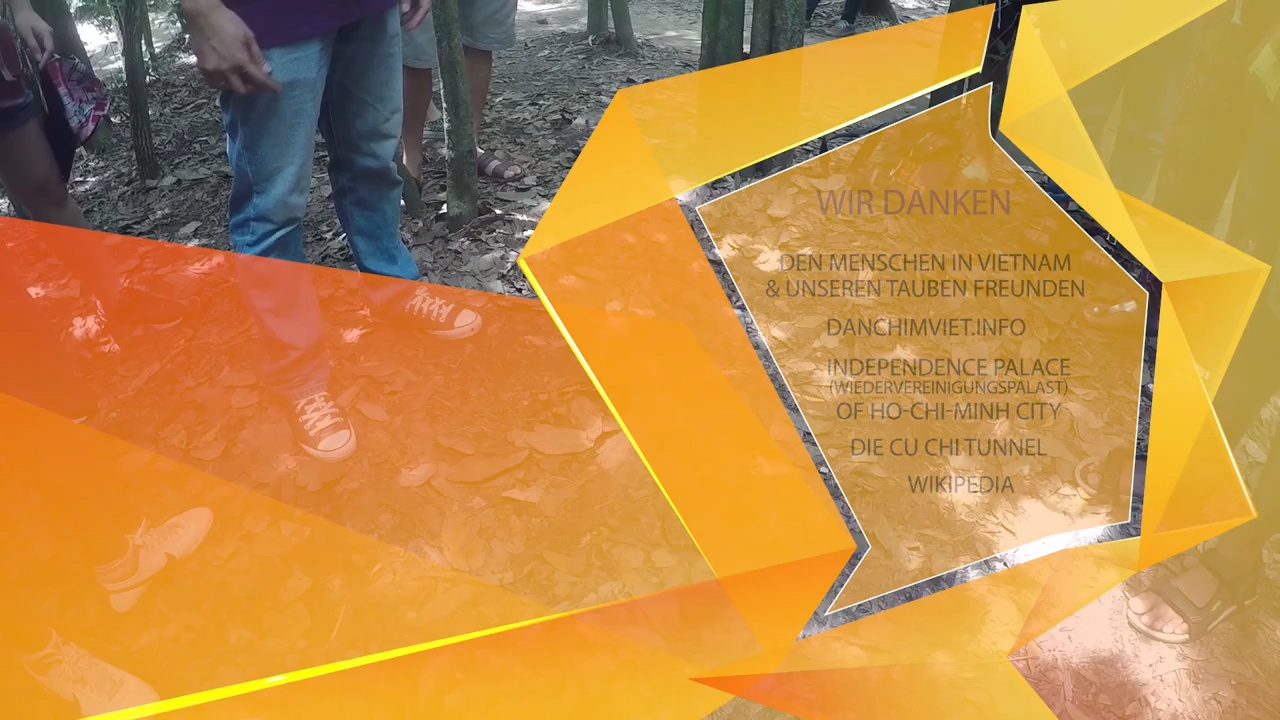 WIR DANKEN
DEN MENSCHEN IN VIETNAM
& UNSEREN TAUBEN FREUNDEN
DANCHIMVIET.INFO
INDEPENDENCE PALACE
(WIEDERVEREINIGUNGSPALAST)
OF HO-CHI-MINH CITY
DIE CU CHI TUNNEL
WIKIPEDIA